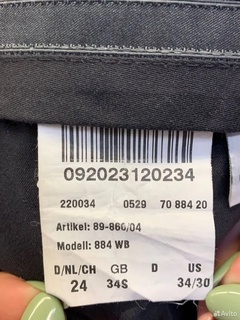 092023120234
220034 0529 70 884 20
Artikel: 89-860/04
Modell: 884 WB
D/NL/CH GB D US
24 34S 34/30
Avito